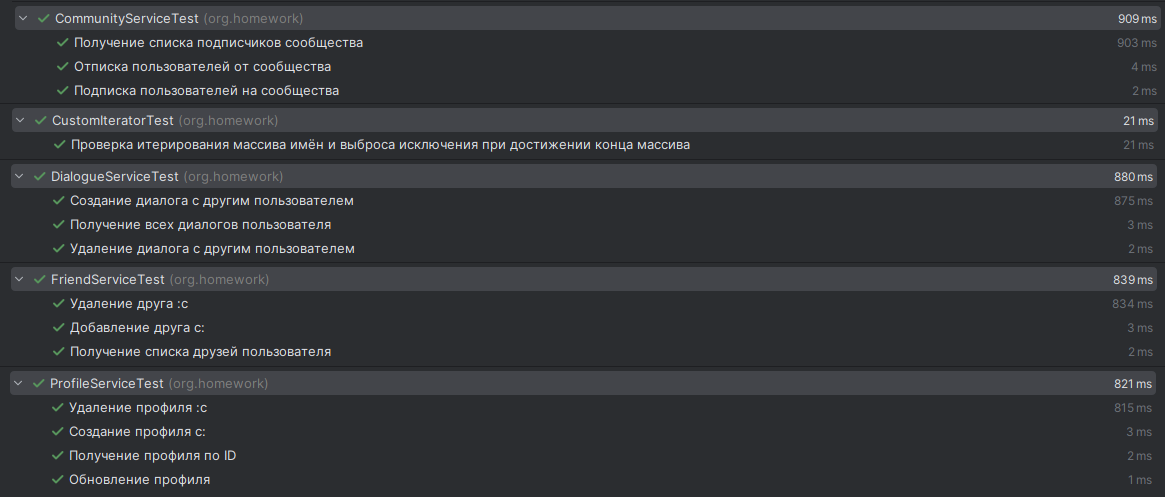 CommunityServiceTest (org.homework) 909 ms
Получение списка подписчиков сообщества 903 ms
Отписка пользователей от сообщества 4 ms
Подписка пользователей на сообщества 2 ms
CustomIteratorTest (org.homework) 21 ms
Проверка итерирования массива имён и выброса исключения при достижении конца массива 21 ms
DialogueServiceTest (org.homework) 880 ms
Создание диалога с другим пользователем 875 ms
Получение всех диалогов пользователя 3 ms
Удаление диалога с другим пользователем 2 ms
FriendServiceTest (org.homework) 839 ms
Удаление друга :с 834 ms
Добавление друга с: 3 ms
Получение списка друзей пользователя 2 ms
ProfileServiceTest (org.homework) 821 ms
Удаление профиля :с 815 ms
Создание профиля с: 3 ms
Получение профиля по ID 2 ms
Обновление профиля 1 ms